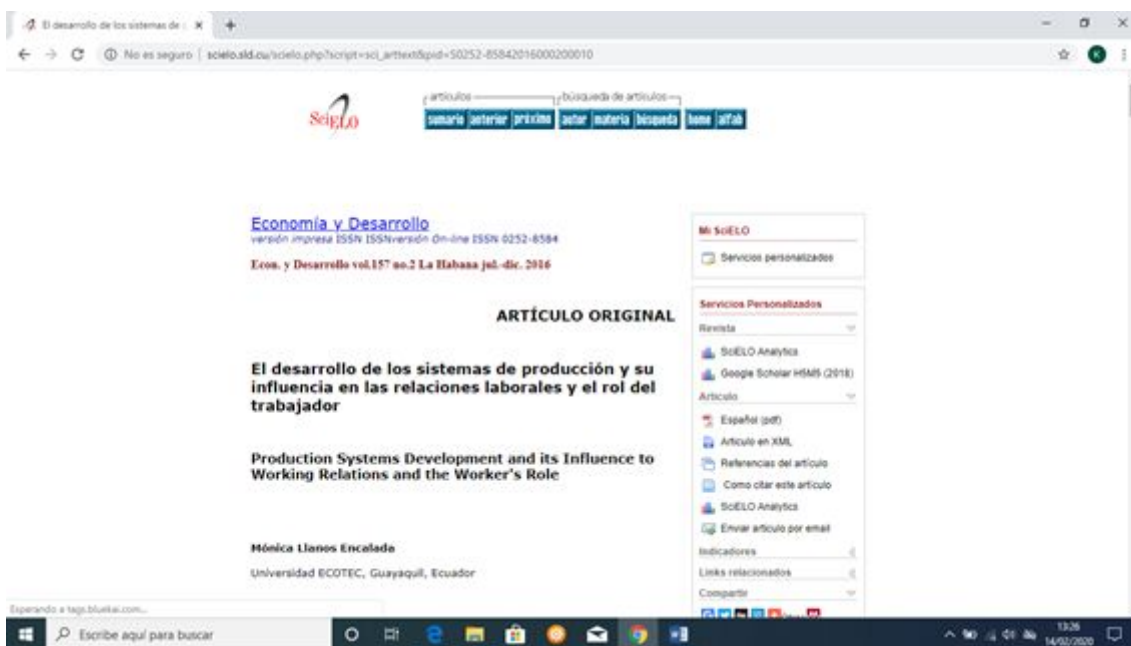 El desarrollo de los sistemas de
No es seguro | scielo.sld.cu/scielo.php?script=sci_arttext&pid=S0252-85842016000200010
K
SciELO
artículos
búsqueda de artículos
sumario anterior próximo autor materia búsqueda home alfab
Economía y Desarrollo
versión impresa ISSN ISSNversión On-line ISSN 0252-8584
Econ. y Desarrollo vol.157 no.2 La Habana jul.-dic. 2016
ARTÍCULO ORIGINAL
El desarrollo de los sistemas de producción y su
influencia en las relaciones laborales y el rol del
trabajador
Production Systems Development and its Influence to
Working Relations and the Worker's Role
Mónica Llanos Encalada
Universidad ECOTEC, Guayaquil, Ecuador
Mi SciELO
Servicios personalizados
Servicios Personalizados
Revista
SciELO Analytics
Google Scholar H5M5 (2018)
Articulo
Español (pdf)
Articulo en XML
Referencias del artículo
Como citar este artículo
SciELO Analytics
Enviar articulo por email
Indicadores
Links relacionados
Compartir
Esperando a tags.bluekai.com...
Escribe aquí para buscar
13:26
14/02/2020